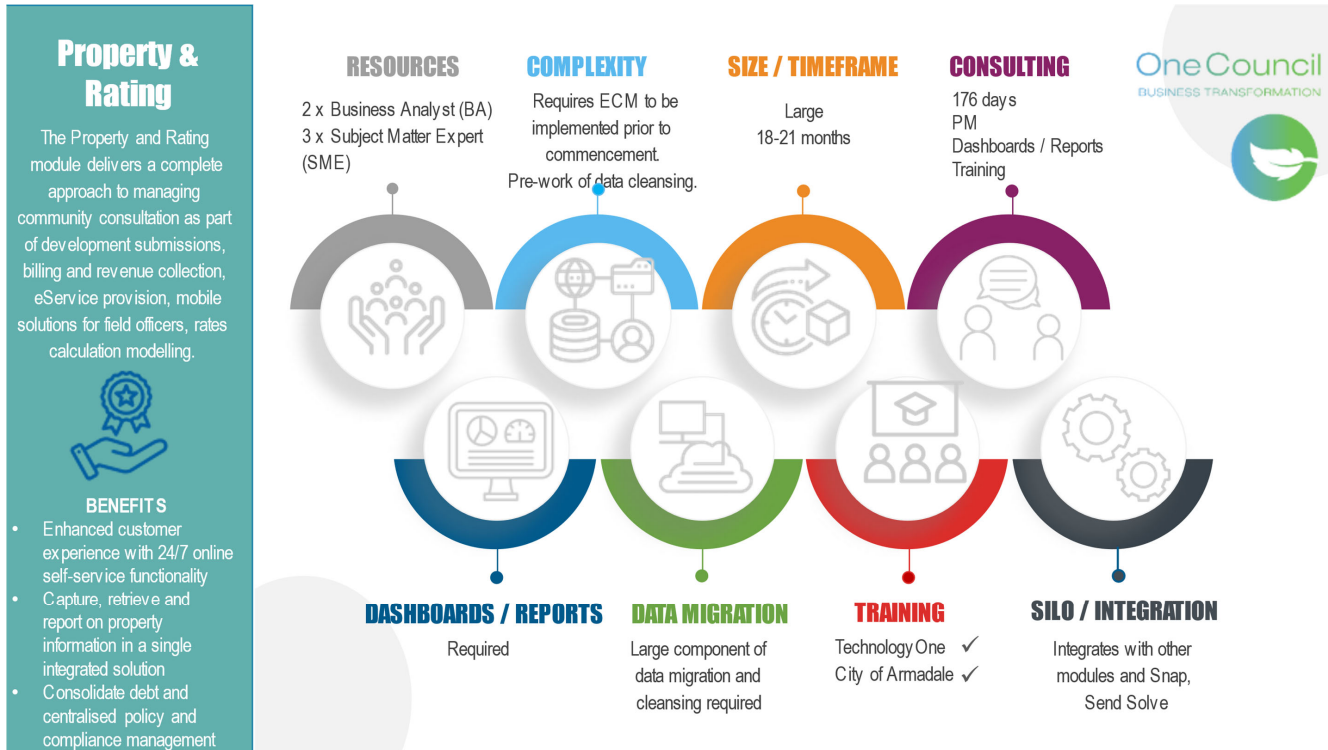 Property &
Rating
The Property and Rating
module delivers a complete
approach to managing
community consultation as part
of development submissions,
billing and revenue collection,
eService provision, mobile
solutions for field officers, rates
calculation modelling.
BENEFITS
• Enhanced customer
experience with 24/7 online
self-service functionality
• Capture, retrieve and
report on property
information in a single
integrated solution
• Consolidate debt and
centralised policy and
compliance management
RESOURCES
2 x Business Analyst (BA)
3 x Subject Matter Expert
(SME)
COMPLEXITY
Requires ECM to be
implemented prior to
commencement.
Pre-work of data cleansing.
SIZE / TIMEFRAME
Large
18-21 months
CONSULTING
176 days
PM
Dashboards / Reports
Training
OneCouncil
BUSINESS TRANSFORMATION
DASHBOARDS / REPORTS
Required
DATA MIGRATION
Large component of
data migration and
cleansing required
TRAINING
Technology One ✓
City of Armadale ✓
SILO / INTEGRATION
Integrates with other
modules and Snap,
Send Solve